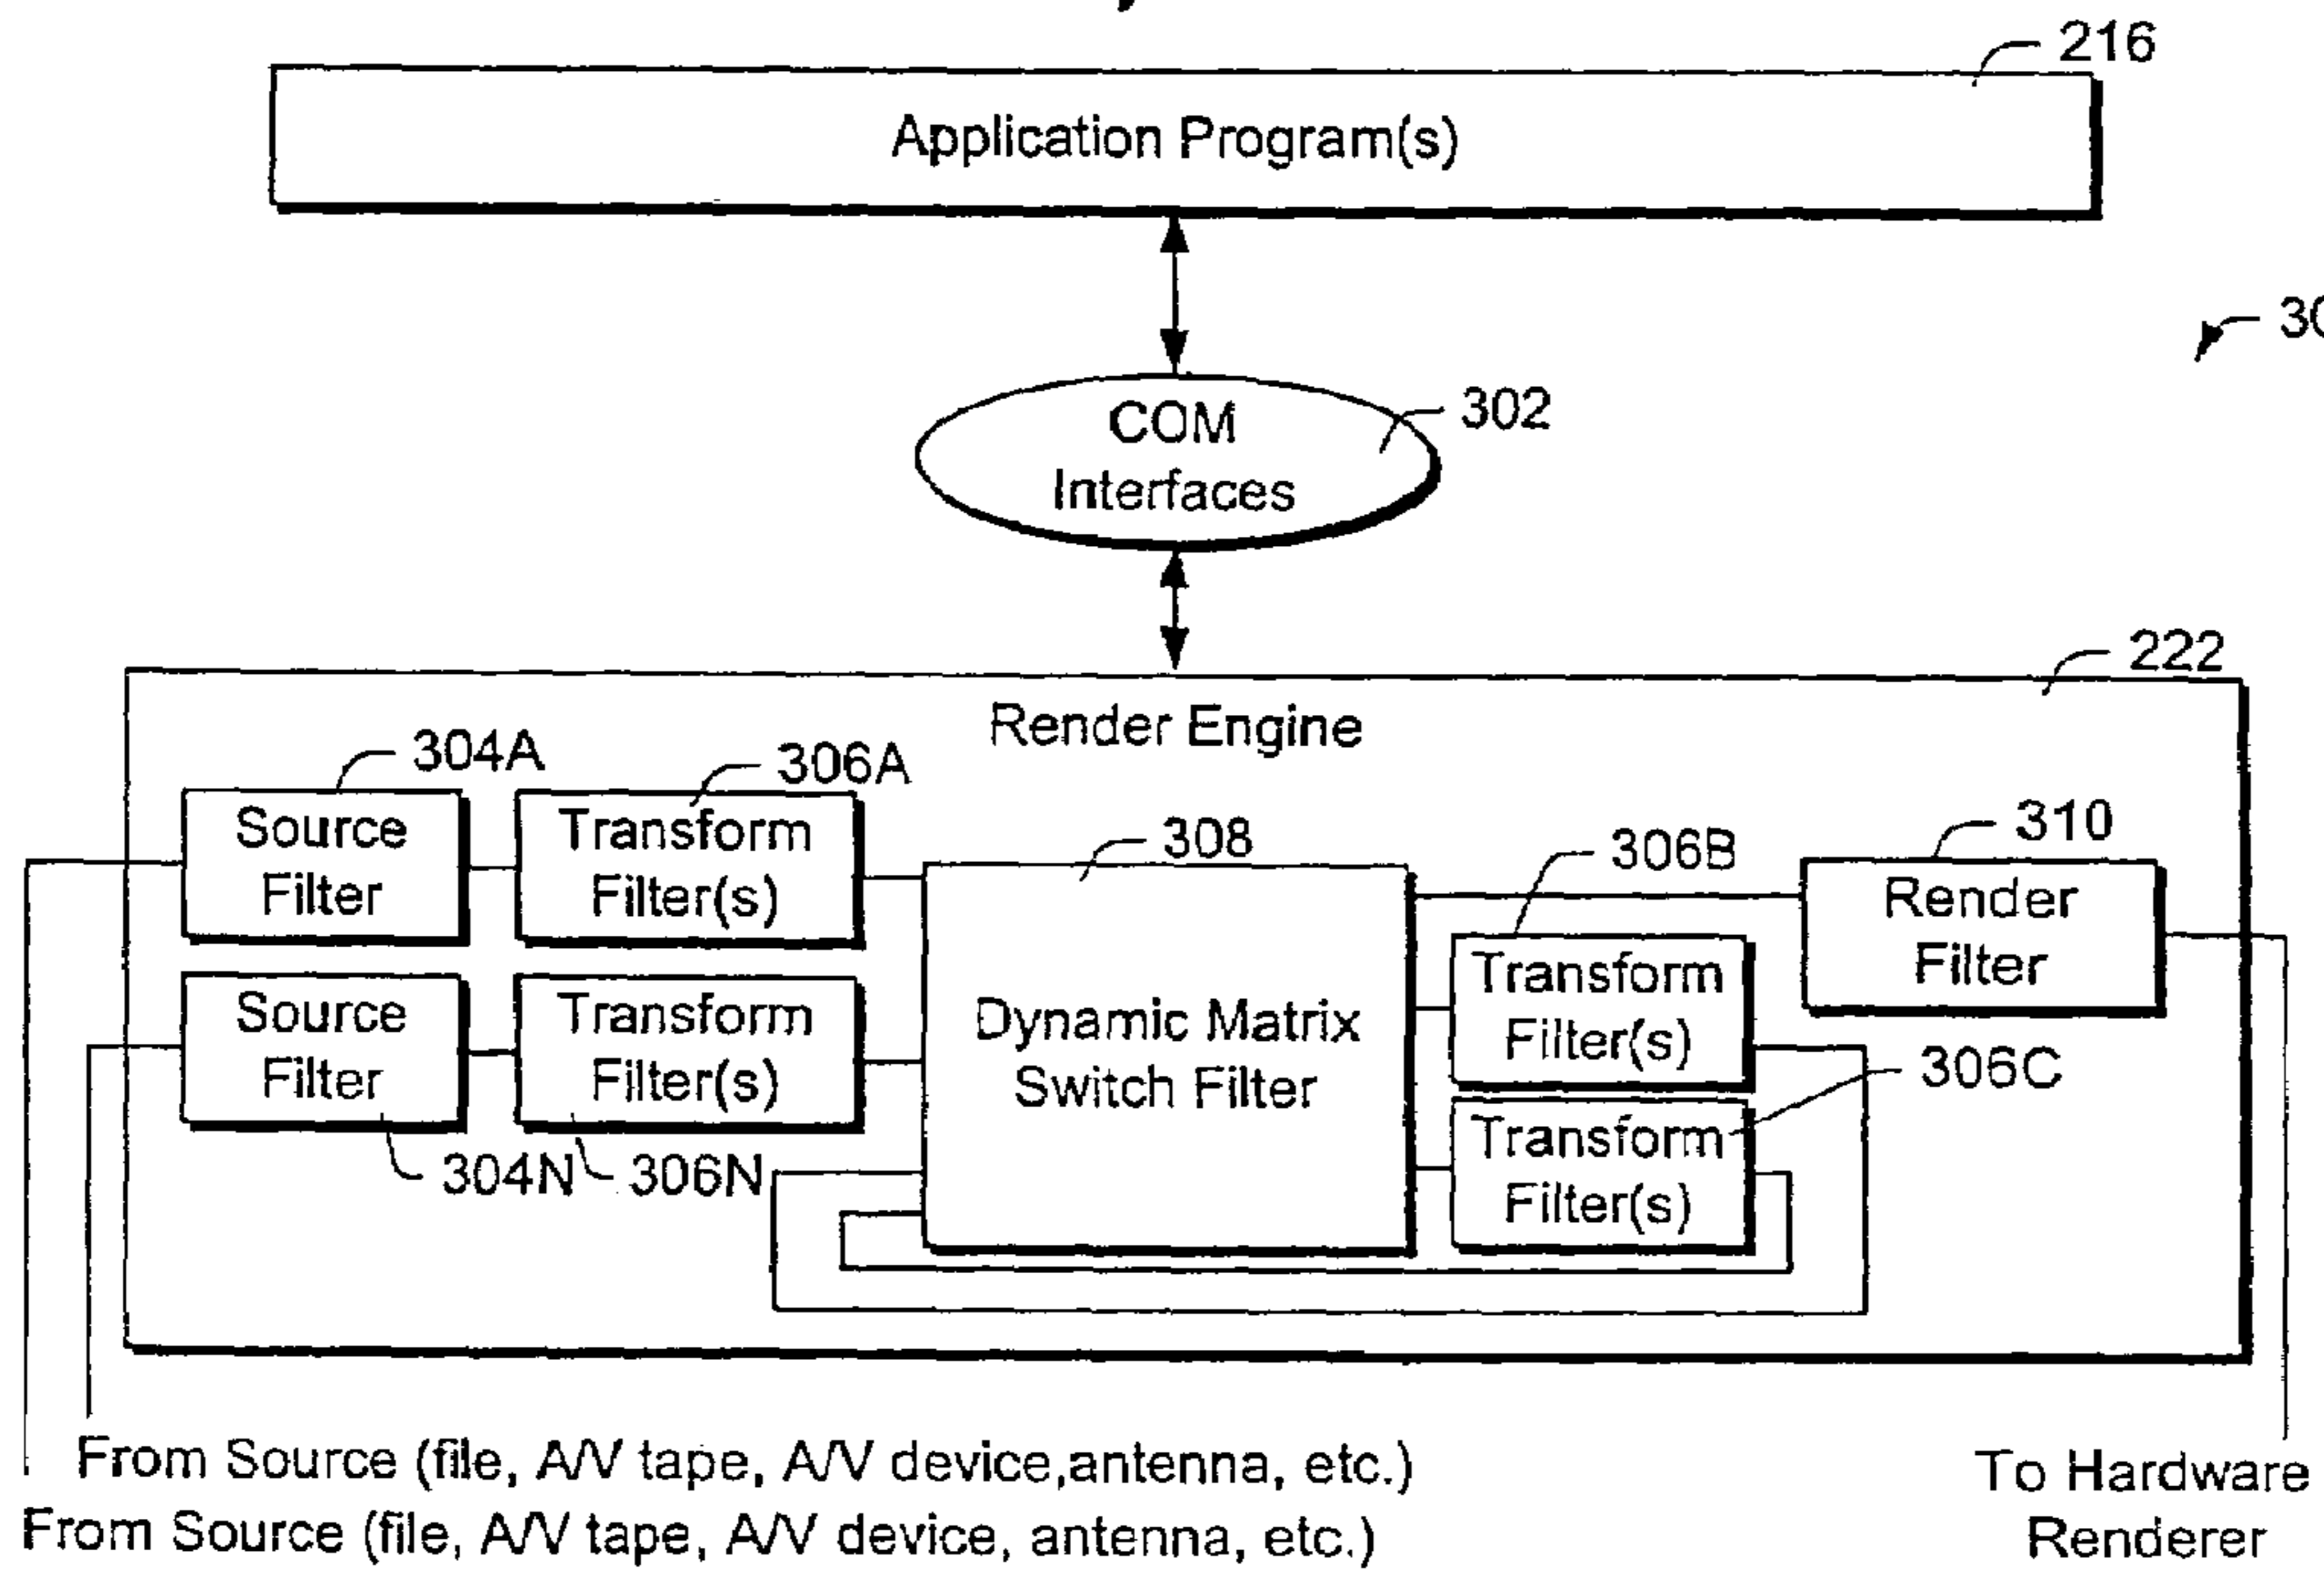 216
Application Program(s)
302
COM
Interfaces
222
Render Engine
304A
306A
308
306B
310
Source
Filter
Transform
Filter(s)
Render
Filter
Source
Filter
Transform
Filter(s)
Dynamic Matrix
Switch Filter
Transform
Filter(s)
306C
Transform
Filter(s)
304N
306N
From Source (file, A/V tape, A/V device,antenna, etc.)
From Source (file, A/V tape, A/V device, antenna, etc.)
To Hardware
Renderer